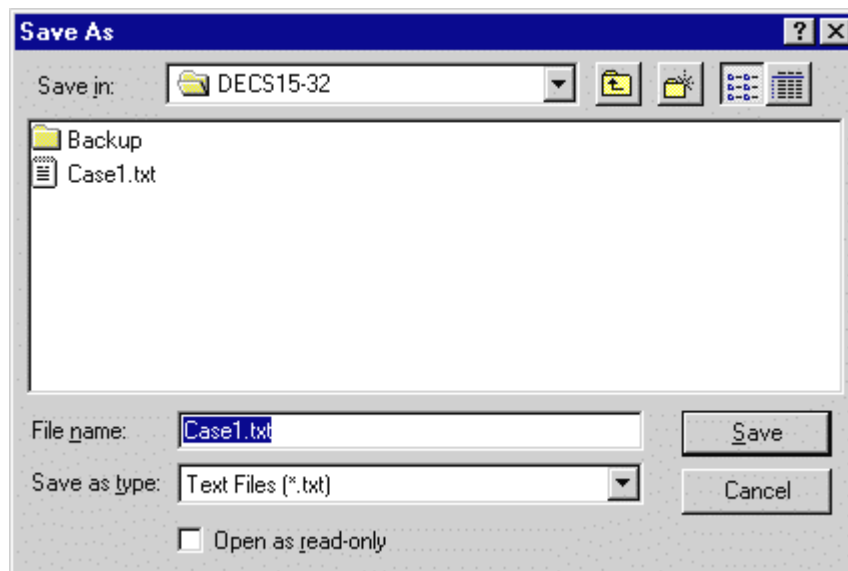 Save As
Save in: DECS15-32
Backup
Case1.txt
File name: Case1.txt Save
Save as type: Text Files (*.txt) Cancel
Open as read-only